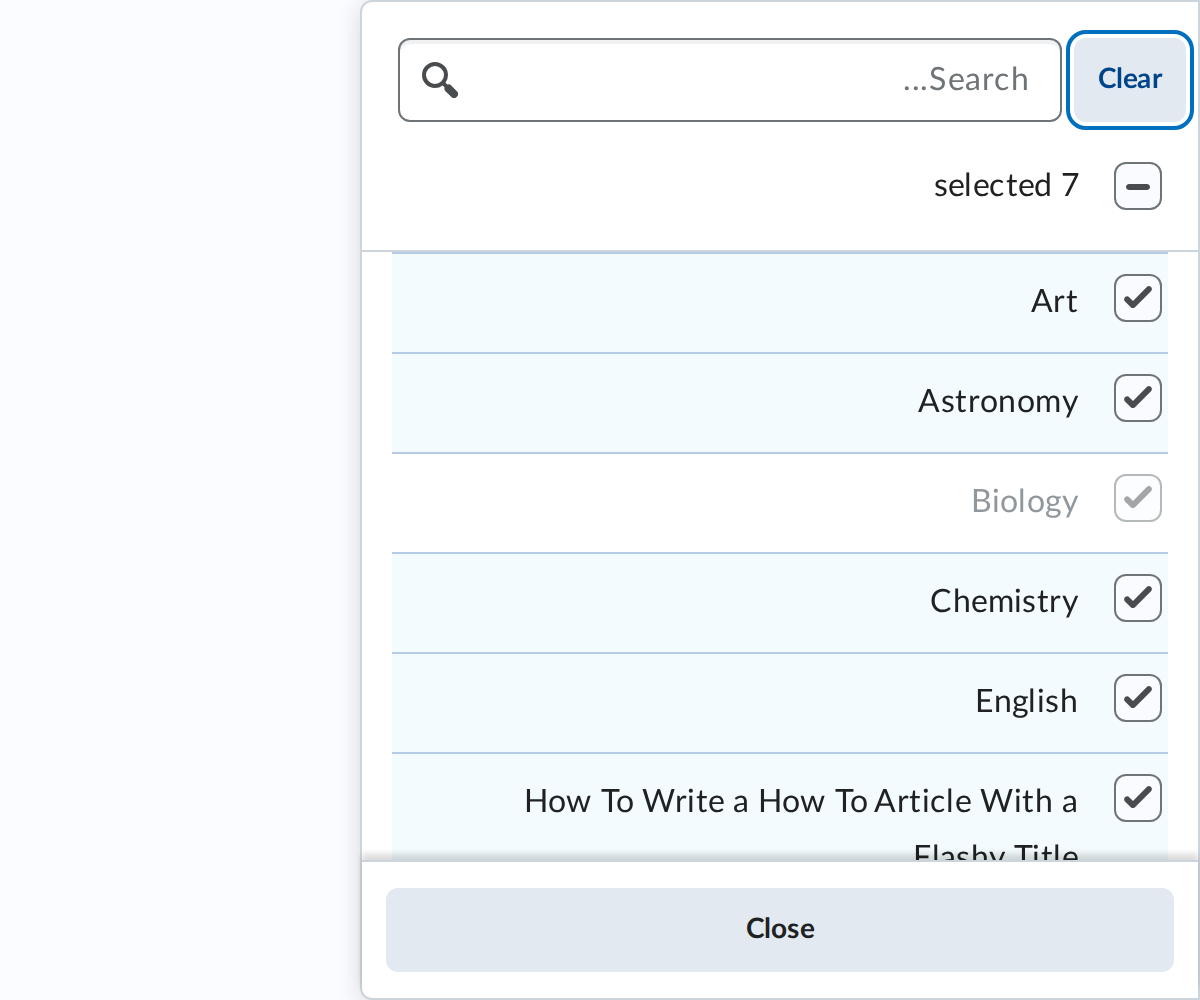 ...Search
Clear
selected 7
Art
Astronomy
Biology
Chemistry
English
How To Write a How To Article With a
Flashy Title
Close